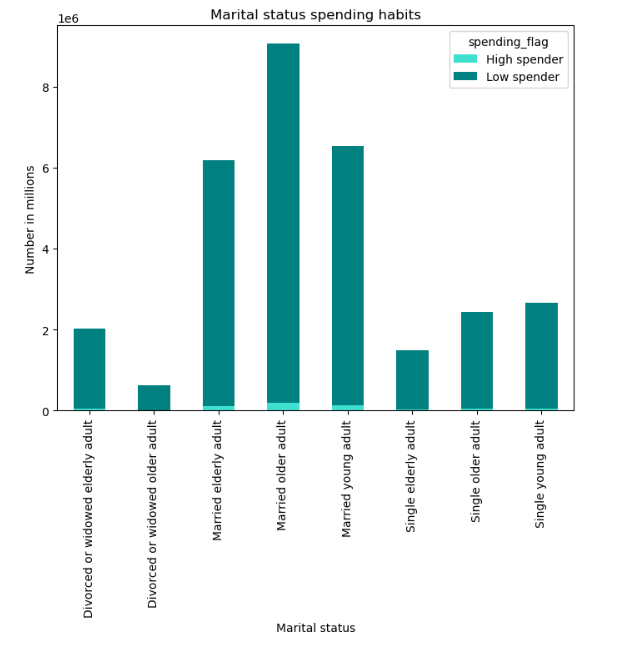 Marital status spending habits
1e6
spending_flag
High spender
Low spender
Number in millions
8
6
4
2
0
Divorced or widowed elderly adult
Divorced or widowed older adult
Married elderly adult
Married older adult
Married young adult
Single elderly adult
Single older adult
Single young adult
Marital status